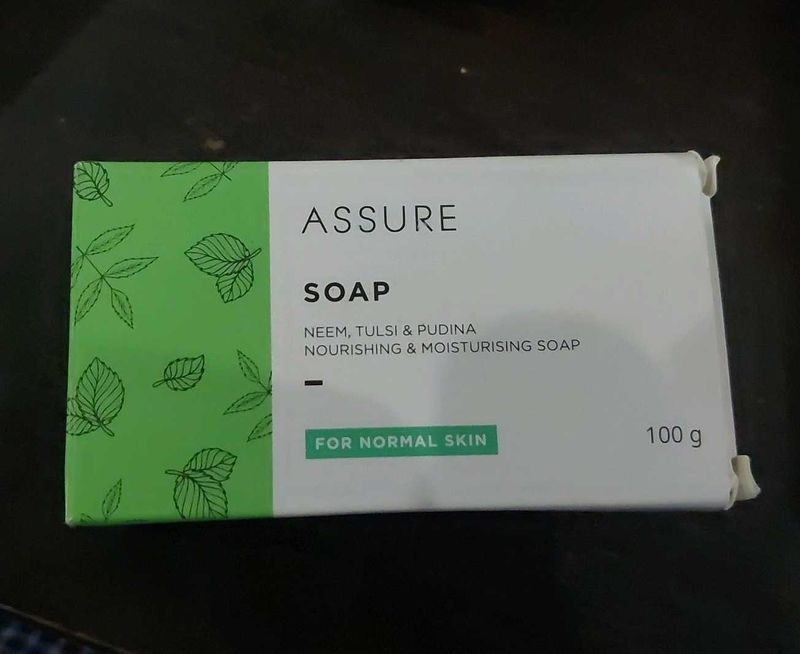 ASSURE
SOAP
NEEM, TULSI & PUDINA
NOURISHING & MOISTURISING SOAP
FOR NORMAL SKIN
100 g